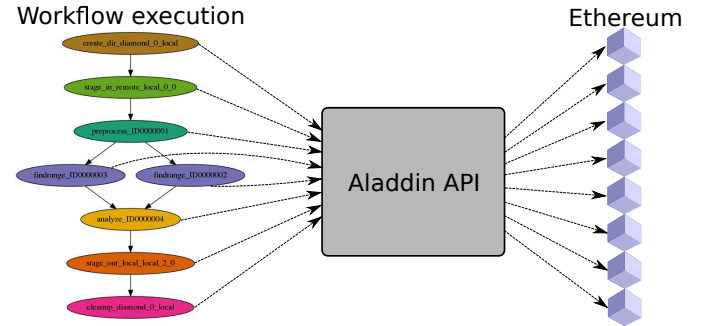 Workflow execution
Ethereum
create_dir_diamond_0_local
stage_in_remote_local_0_0
preprocess_ID0000001
findrange_ID0000003
findrange_ID0000002
Aladdin API
analyze_ID0000004
stage_out_local_local_2_0
cleanup_diamond_0_local